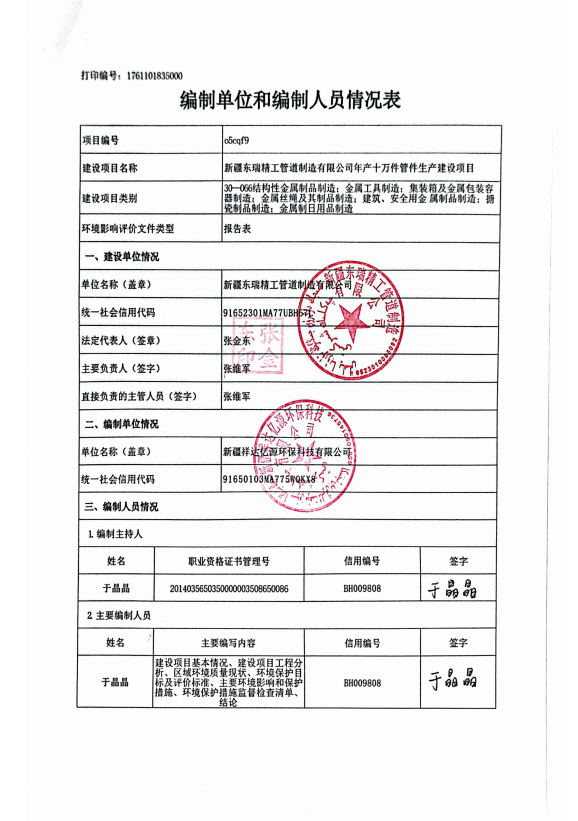 打印编号：1761101835000
编制单位和编制人员情况表
项目编号 o5cqf9
建设项目名称 新疆东瑞精工管道制造有限公司年产十万件管件生产建设项目
建设项目类别 30—066结构性金属制品制造；金属工具制造；集装箱及金属包装容
器制造；金属丝绳及其制品制造；建筑、安全用金属制品制造；搪
瓷制品制造；金属制日用品制造
环境影响评价文件类型 报告表
一、建设单位情况
单位名称（盖章） 新疆东瑞精工管道制造有限公司
统一社会信用代码 91652301MA77UBH57L
法定代表人（签章） 张金东
主要负责人（签字） 张维军
直接负责的主管人员（签字） 张维军
二、编制单位情况
单位名称（盖章） 新疆祥达亿源环保科技有限公司
统一社会信用代码 91650103MA775WQKX8
三、编制人员情况
1.编制主持人
姓名 职业资格证书管理号 信用编号 签字
于晶晶 2014035650350000003508650086 BH009808 于晶晶
2.主要编制人员
姓名 主要编写内容 信用编号 签字
于晶晶 建设项目基本情况、建设项目工程分
析、区域环境质量现状、环境保护目
标及评价标准、主要环境影响和保护
措施、环境保护措施监督检查清单、
结论 BH009808 于晶晶
新疆东瑞精工管道制造
有限公司
张金
东印